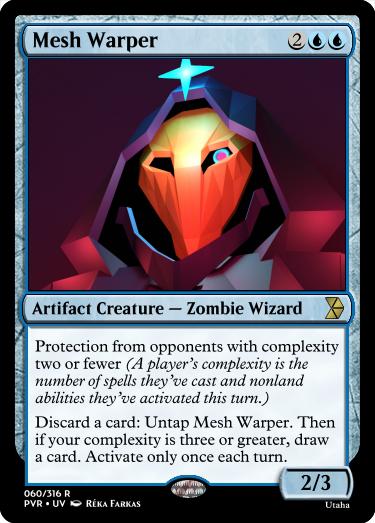 Mesh Warper 2
Artifact Creature — Zombie Wizard
Protection from opponents with complexity
two or fewer (A player's complexity is the
number of spells they've cast and nonland
abilities they've activated this turn.)
Discard a card: Untap Mesh Warper. Then
if your complexity is three or greater, draw
a card. Activate only once each turn.
2/3
060/316 R
PVR • UV RÉKA FARKAS
Utaha